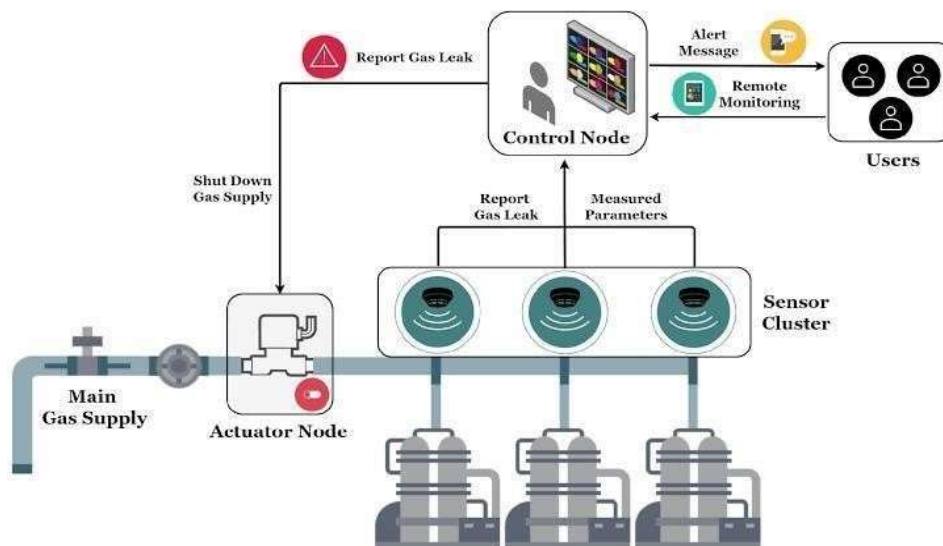 Report Gas Leak
Alert
Message
Remote
Monitoring
Control Node
Users
Shut Down
Gas Supply
Report
Gas Leak
Measured
Parameters
Sensor
Cluster
Main
Gas Supply
Actuator Node